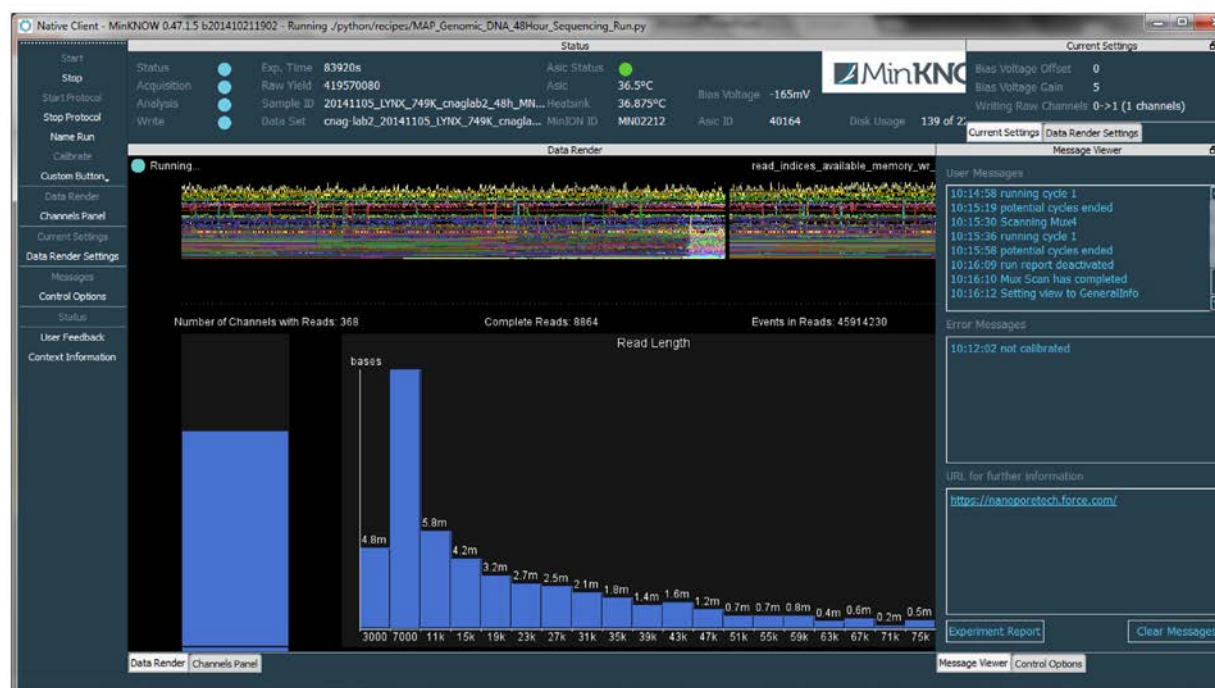 Native Client - MinKNOW 0.47.1.5 b201410211902 - Running ./python/recipes/MAP_Genomic_DNA_48Hour_Sequencing_Run.py
Start
Stop
Start Protocol
Stop Protocol
Name Run
Calibrate
Custom Button
Data Render
Channels Panel
Current Settings
Data Render Settings
Messages
Control Options
Status
User Feedback
Context Information
Status
Status Exp. Time 83920s Asic Status
Acquisition Raw Yield 419570080 Asic 36.5ºC Bias Voltage -165mV
Analysis Sample ID 20141105_LYNX_749K_cnaglab2_48h_MN... Heatsink 36.875ºC
Write Data Set cnag-lab2_20141105_LYNX_749K_cnagla... MinION ID MN02212 Asic ID 40164 Disk Usage 139 of
MinKNO
Current Settings
Bias Voltage Offset 0
Bias Voltage Gain 5
Writing Raw Channels 0->1 (1 channels)
Current Settings Data Render Settings
Data Render
Running...
read_indices_available_memory_wr_
Number of Channels with Reads: 368 Complete Reads: 8864 Events in Reads: 45914230
Read Length
bases
4.8m 5.8m 4.2m 3.2m 2.7m 2.5m 2.1m 1.8m 1.4m 1.6m 1.2m 0.7m 0.7m 0.8m 0.4m 0.6m 0.2m 0.5m
3000 7000 11k 15k 19k 23k 27k 31k 35k 39k 43k 47k 51k 55k 59k 63k 67k 71k 75k
Data Render Channels Panel
Message Viewer
User Messages
10:14:58 running cycle 1
10:15:19 potential cycles ended
10:15:30 Scanning Mux4
10:15:36 running cycle 1
10:15:58 potential cycles ended
10:16:09 run report deactivated
10:16:10 Mux Scan has completed
10:16:12 Setting view to GeneralInfo
Error Messages
10:12:02 not calibrated
URL for further information
https://nanoporetech.force.com/
Experiment Report Clear Messages
Message Viewer Control Options